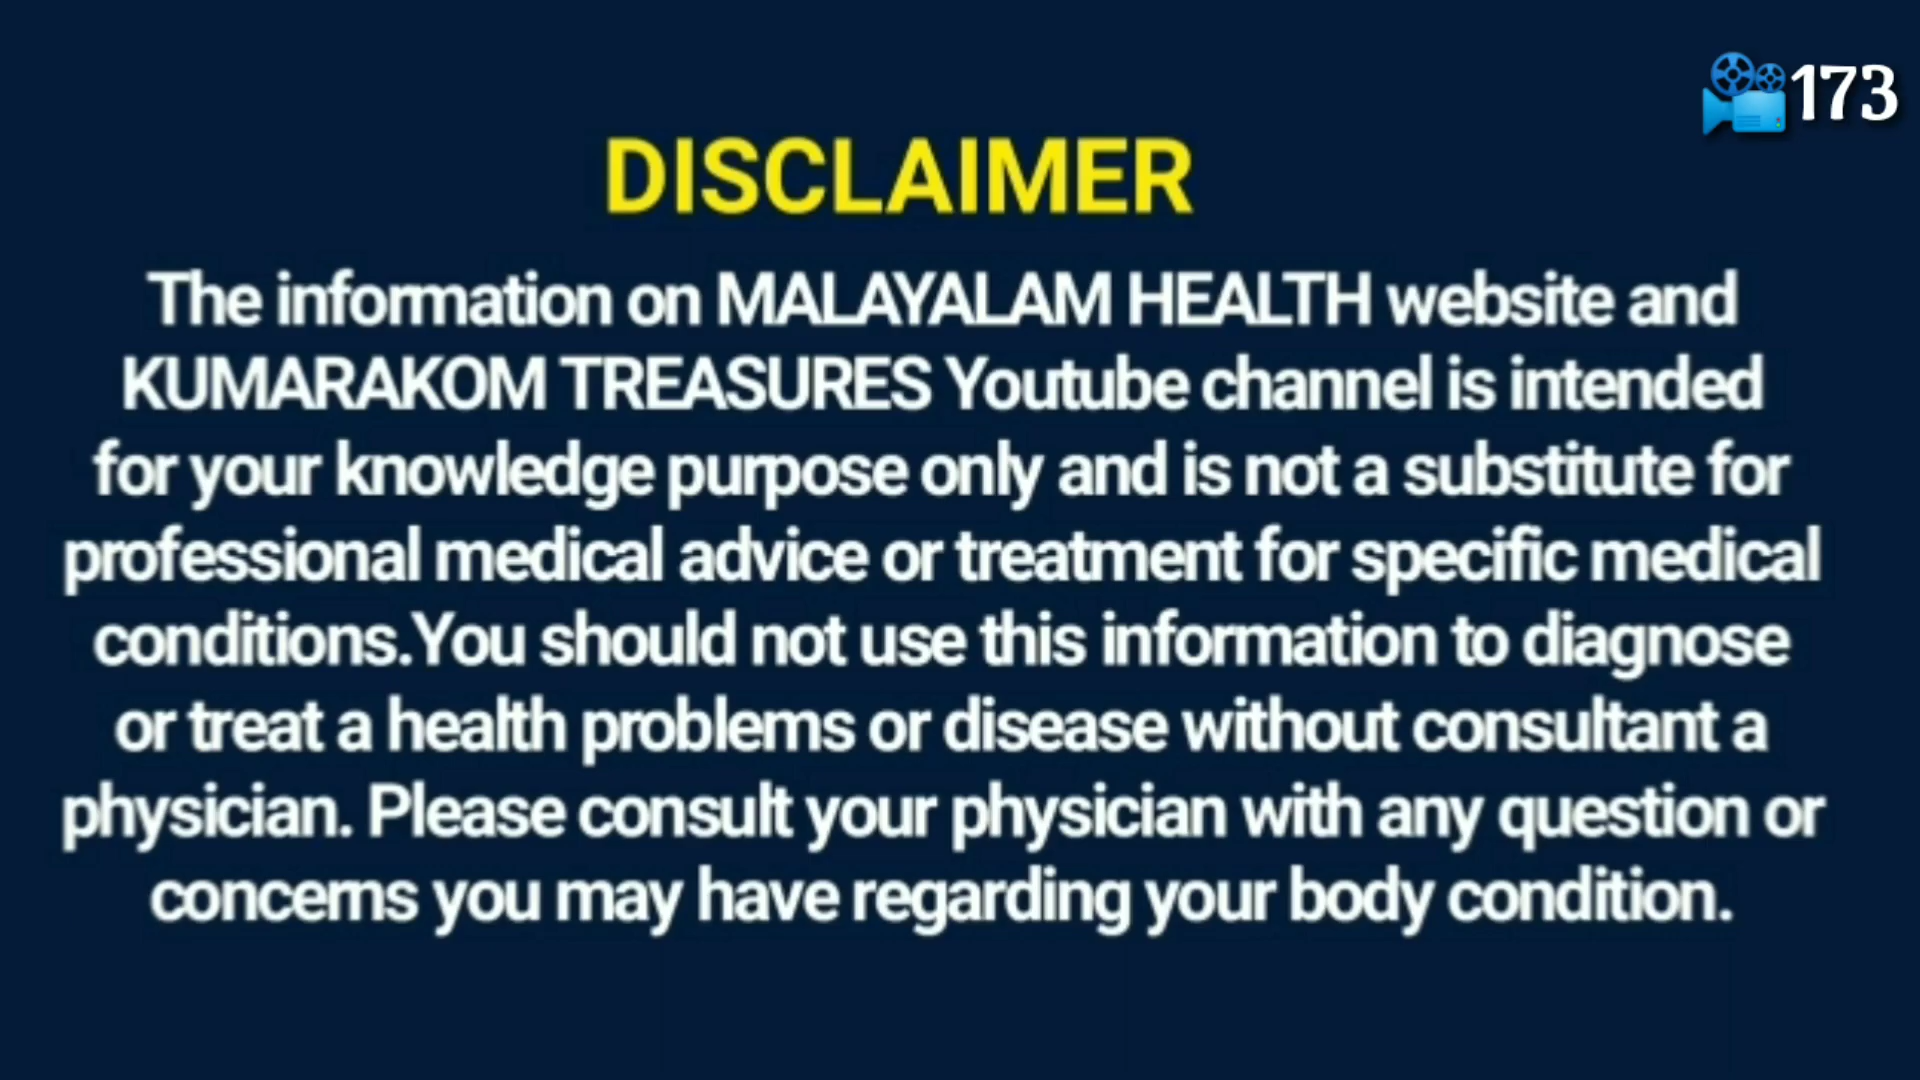 173
DISCLAIMER
The information on MALAYALAM HEALTH website and
KUMARAKOM TREASURES Youtube channel is intended
for your knowledge purpose only and is not a substitute for
professional medical advice or treatment for specific medical
conditions.You should not use this information to diagnose
or treat a health problems or disease without consultant a
physician. Please consult your physician with any question or
concerns you may have regarding your body condition.